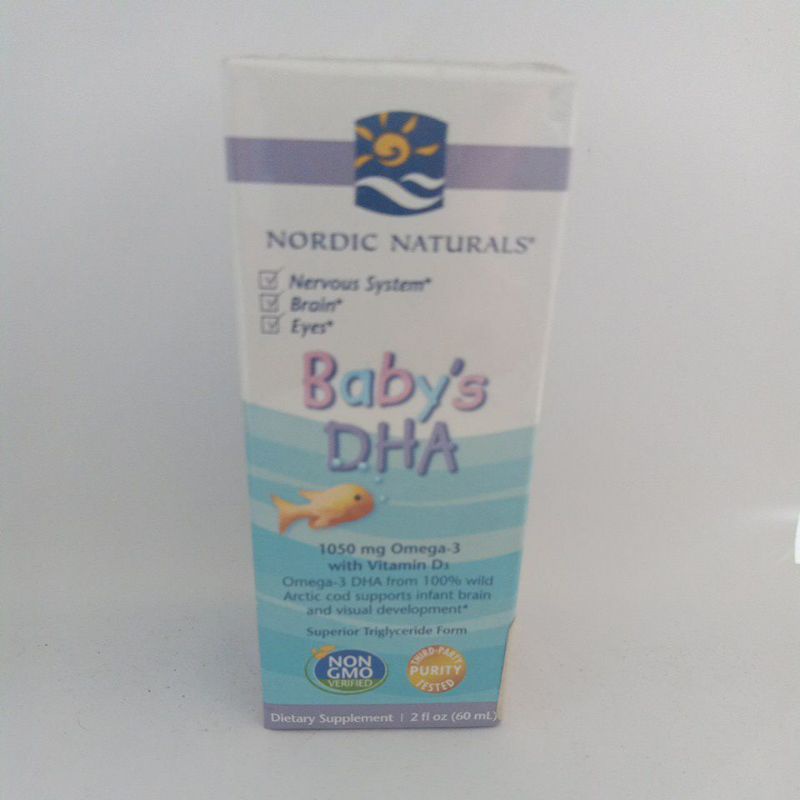 NORDIC NATURALS®
Nervous System*
Brain*
Eyes*
Baby's
DHA
1050 mg Omega-3
with Vitamin D3
Omega-3 DHA from 100% wild
Arctic cod supports infant brain
and visual development*
Superior Triglyceride Form
NON
GMO
VERIFIED
THIRD-PARTY
PURITY
TESTED
Dietary Supplement | 2 fl oz (60 mL)